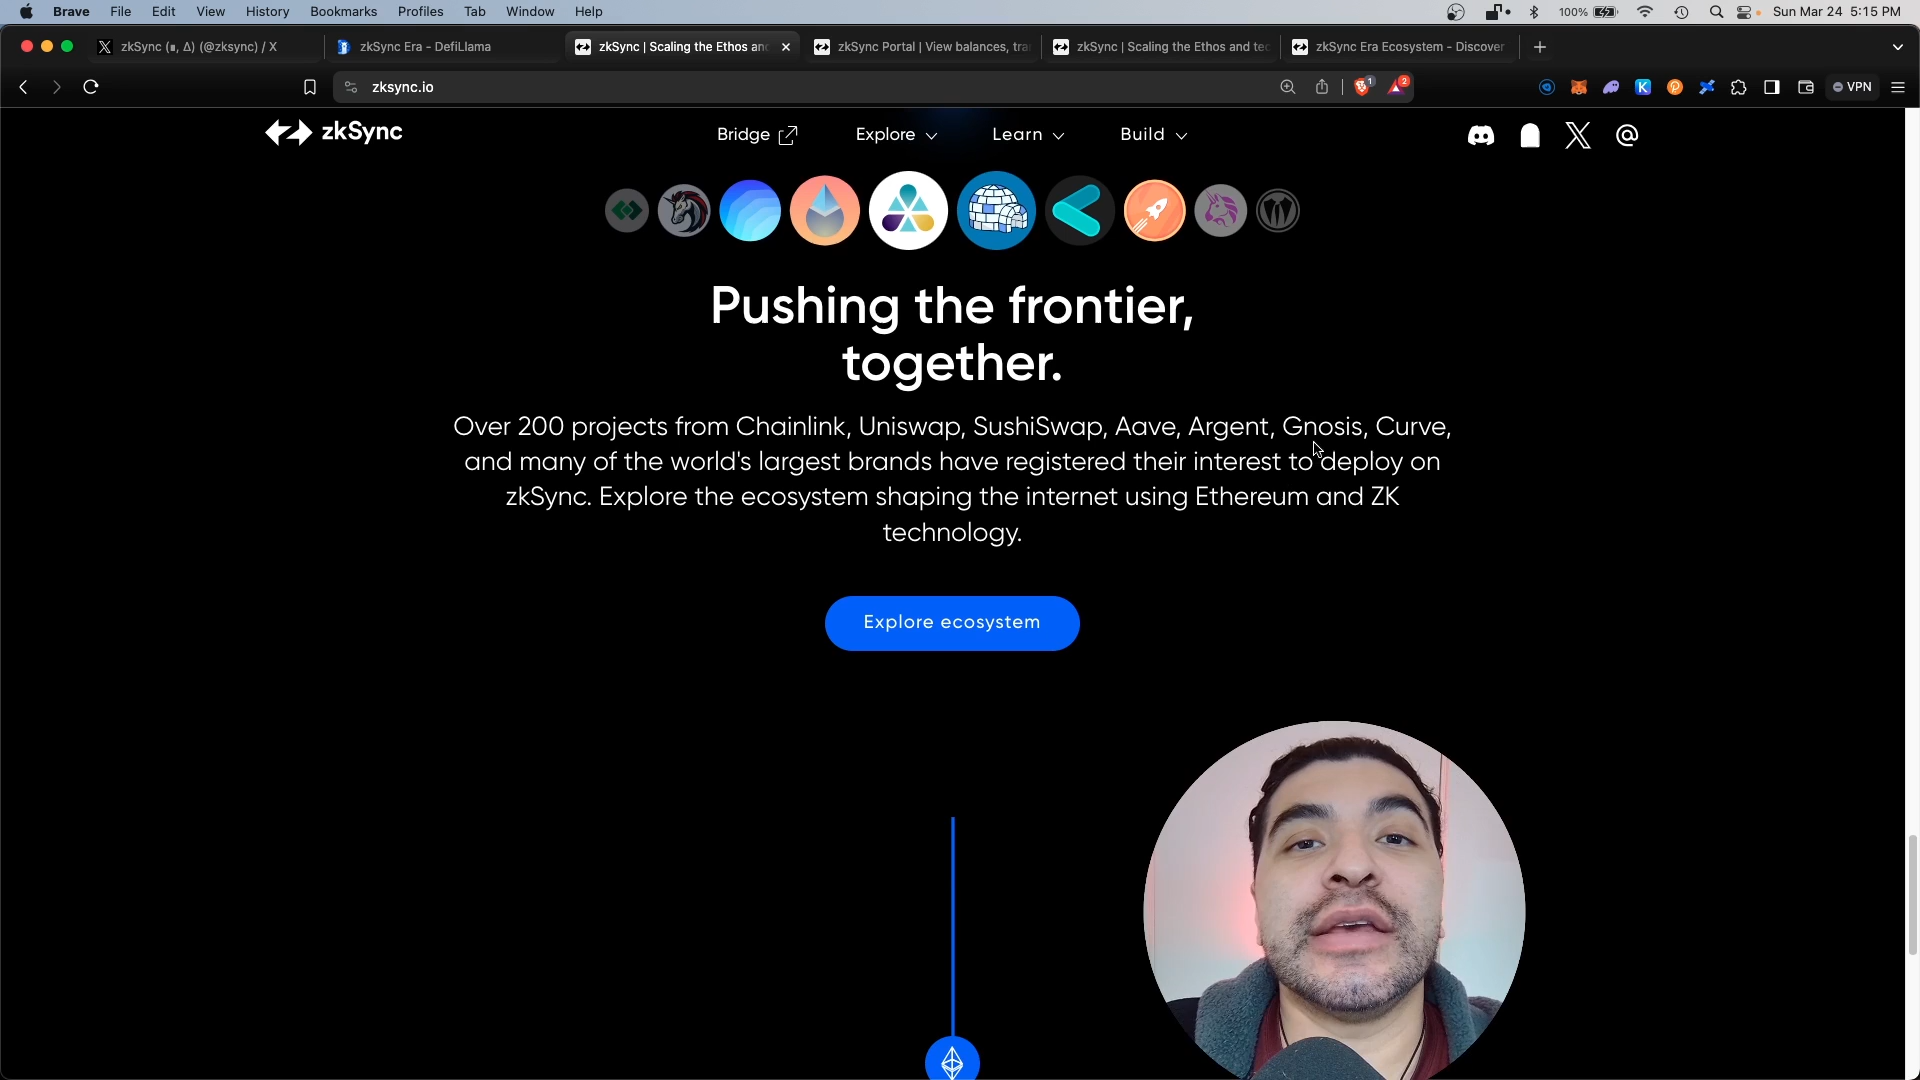 Brave File Edit View History Bookmarks Profiles Tab Window Help 100% Sun Mar 24 5:15 PM
zkSync (∎, ∆) (@zksync) / X zkSync Era - DefiLlama zkSync | Scaling the Ethos an zkSync Portal | View balances, tra zkSync | Scaling the Ethos and tec zkSync Era Ecosystem - Discover
zksync.io 1 2 VPN
zkSync Bridge Explore Learn Build
Pushing the frontier,
together.
Over 200 projects from Chainlink, Uniswap, SushiSwap, Aave, Argent, Gnosis, Curve,
and many of the world's largest brands have registered their interest to deploy on
zkSync. Explore the ecosystem shaping the internet using Ethereum and ZK
technology.
Explore ecosystem